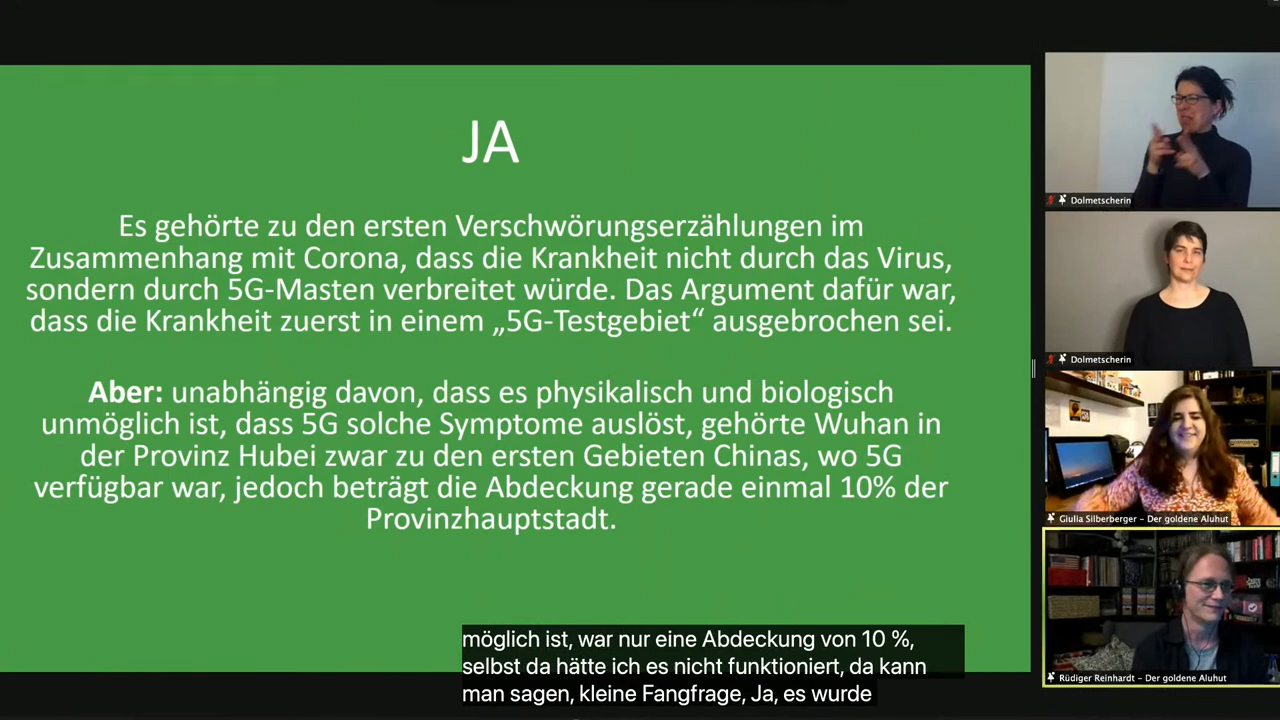 JA
Es gehörte zu den ersten Verschwörungserzählungen im
Zusammenhang mit Corona, dass die Krankheit nicht durch das Virus,
sondern durch 5G-Masten verbreitet würde. Das Argument dafür war,
dass die Krankheit zuerst in einem „5G-Testgebiet“ ausgebrochen sei.
Aber: unabhängig davon, dass es physikalisch und biologisch
unmöglich ist, dass 5G solche Symptome auslöst, gehörte Wuhan in
der Provinz Hubei zwar zu den ersten Gebieten Chinas, wo 5G
verfügbar war, jedoch beträgt die Abdeckung gerade einmal 10% der
Provinzhauptstadt.
möglich ist, war nur eine Abdeckung von 10 %,
selbst da hätte ich es nicht funktioniert, da kann
man sagen, kleine Fangfrage, Ja, es wurde
Dolmetscherin
Dolmetscherin
Giulia Silberberger – Der goldene Aluhut
Rüdiger Reinhardt – Der goldene Aluhut